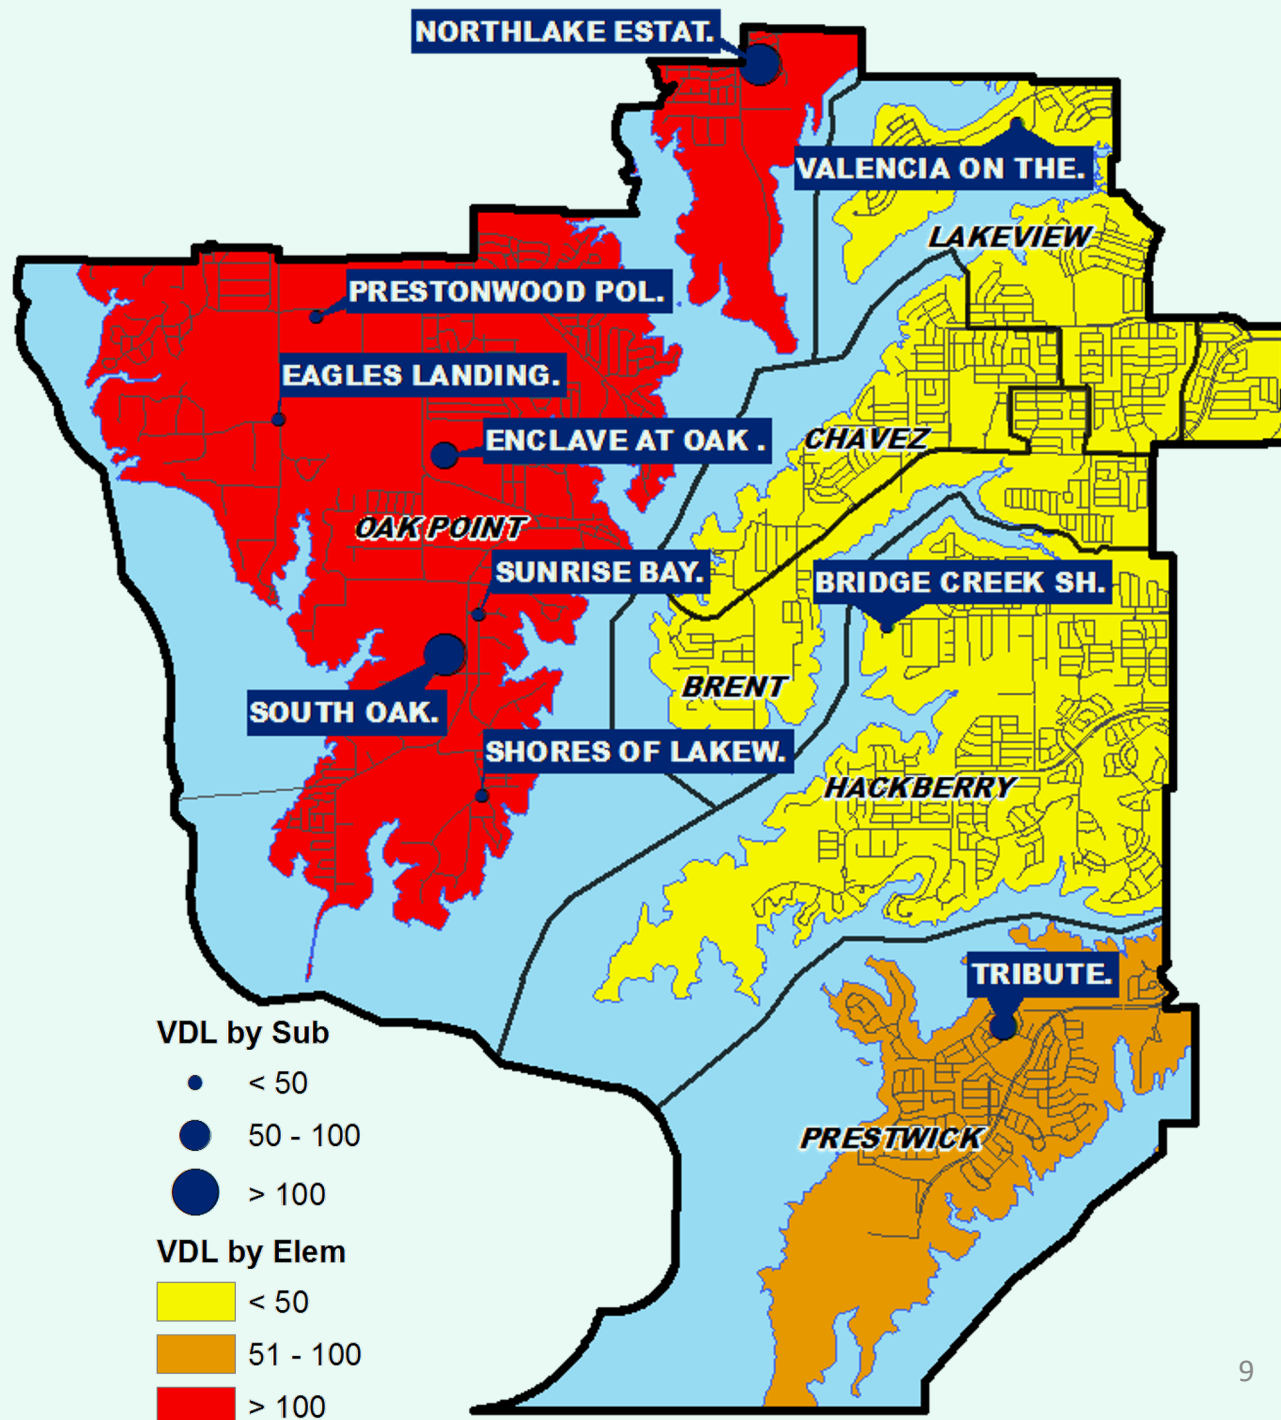 NORTHLAKE ESTAT.
VALENCIA ON THE.
LAKEVIEW
PRESTONWOOD POL.
EAGLES LANDING.
ENCLAVE AT OAK .
CHAVEZ
OAK POINT
SUNRISE BAY.
BRIDGE CREEK SH.
BRENT
SOUTH OAK.
SHORES OF LAKEW.
HACKBERRY
TRIBUTE.
PRESTWICK
VDL by Sub
< 50
50 - 100
> 100
VDL by Elem
< 50
51 - 100
> 100
9